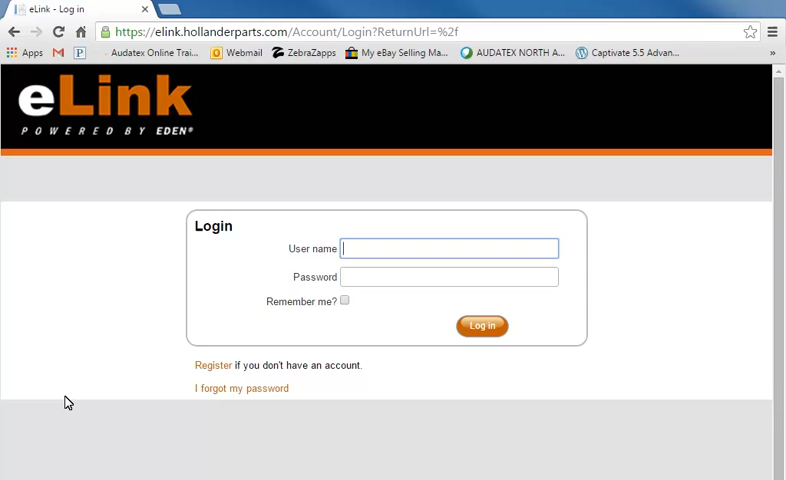 eLink - Log in
https://elink.hollanderparts.com/Account/Login?ReturnUrl=%2f
Apps Audatex Online Trai... Webmail ZebraZapps My eBay Selling Ma... AUDATEX NORTH A... Captivate 5.5 Advan... »
eLink
POWERED BY EDEN®
Login
User name
Password
Remember me?
Log in
Register if you don't have an account.
I forgot my password